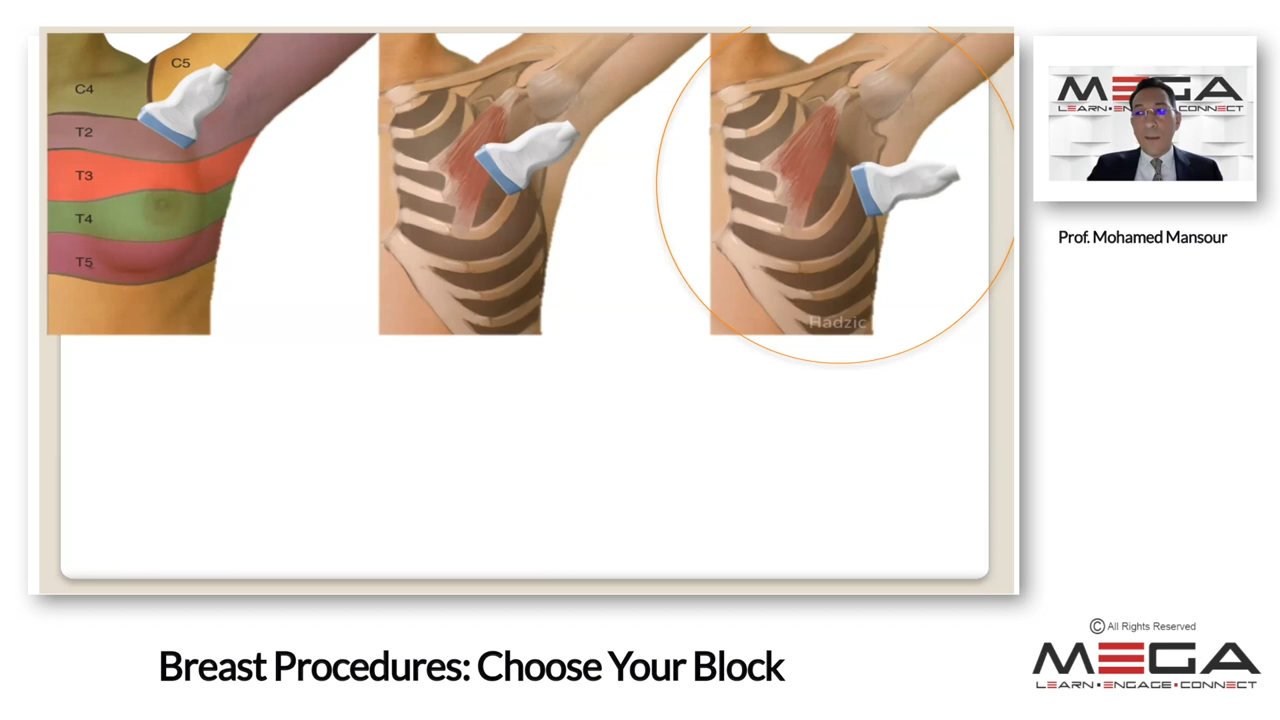 C5
C4
T2
T3
T4
T5
Hadzic
MEGA
LEARN
CONNECT
Prof. Mohamed Mansour
Breast Procedures: Choose Your Block
© All Rights Reserved
MEGA
LEARN▪ENGAGE▪CONNECT